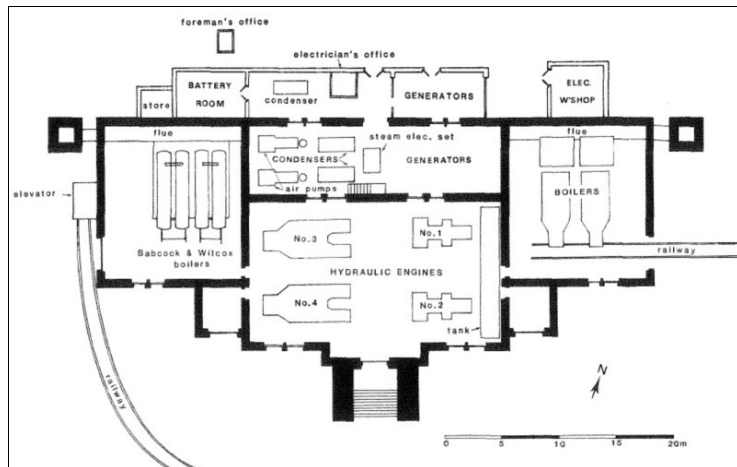 foreman's office
electrician's office
BATTERY
ROOM
store
condenser
GENERATORS
ELEC.
W'SHOP
flue
steam elec. set
CONDENSERS
GENERATORS
air pumps
flue
BOILERS
elevator
Babcock & Wilcox
boilers
railway
No.3
No.1
HYDRAULIC ENGINES
No.4
No.2
tank
railway
N
0 5 10 15 20m